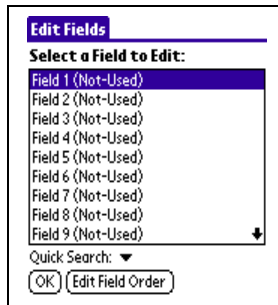 Edit Fields
Select a Field to Edit:
Field 1 (Not-Used)
Field 2 (Not-Used)
Field 3 (Not-Used)
Field 4 (Not-Used)
Field 5 (Not-Used)
Field 6 (Not-Used)
Field 7 (Not-Used)
Field 8 (Not-Used)
Field 9 (Not-Used)
Quick Search:
OK Edit Field Order